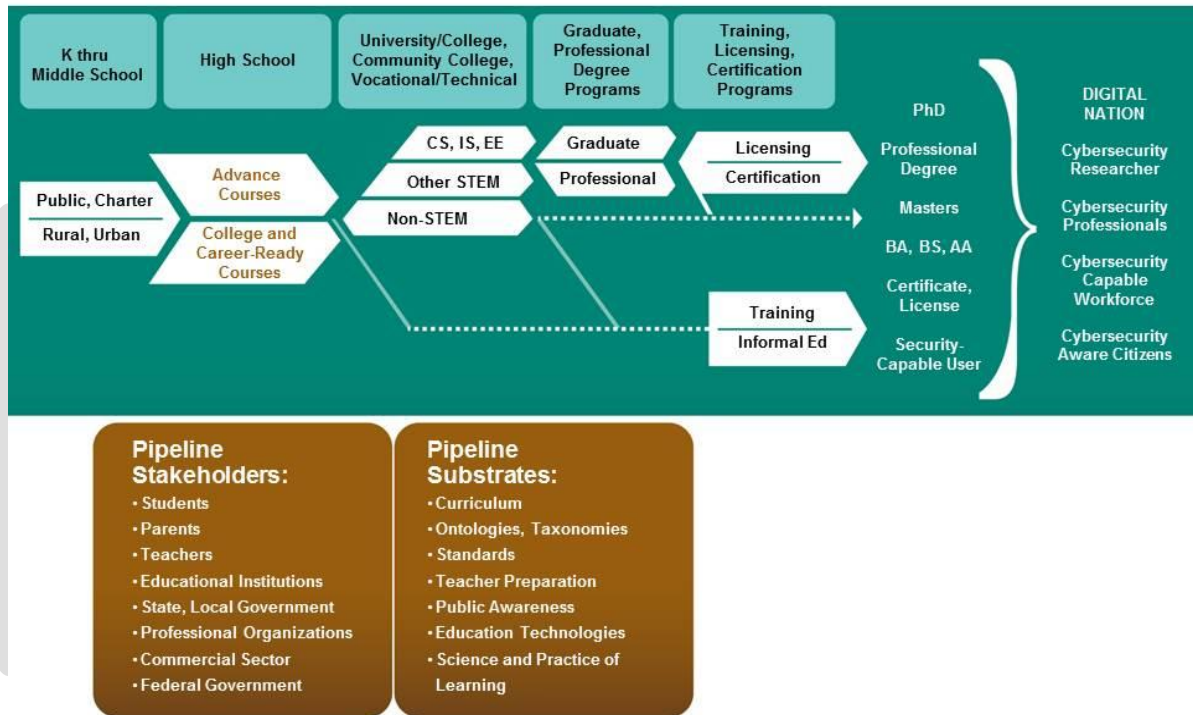 K thru
Middle School
High School
University/College,
Community College,
Vocational/Technical
Graduate,
Professional
Degree
Programs
Training,
Licensing,
Certification
Programs
Public, Charter
Rural, Urban
Advance
Courses
College and
Career-Ready
Courses
CS, IS, EE
Other STEM
Non-STEM
Graduate
Professional
Licensing
Certification
Training
Informal Ed
PhD
Professional
Degree
Masters
BA, BS, AA
Certificate,
License
Security-
Capable User
DIGITAL
NATION
Cybersecurity
Researcher
Cybersecurity
Professionals
Cybersecurity
Capable
Workforce
Cybersecurity
Aware Citizens
Pipeline
Stakeholders:
• Students
• Parents
• Teachers
• Educational Institutions
• State, Local Government
• Professional Organizations
• Commercial Sector
• Federal Government
Pipeline
Substrates:
• Curriculum
• Ontologies, Taxonomies
• Standards
• Teacher Preparation
• Public Awareness
• Education Technologies
• Science and Practice of
Learning